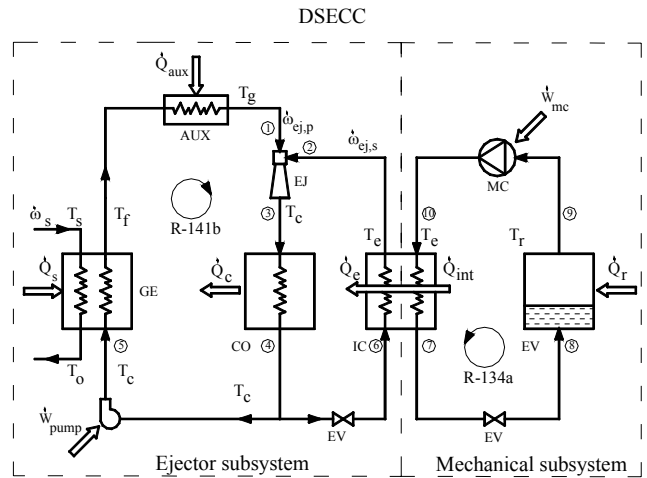 DSECC
Q̇aux
Tg
AUX
ω̇ej,p
①
②
ω̇ej,s
EJ
Ẇmc
MC
③
Tc
R-141b
ω̇s
Ts
Tf
Q̇s
GE
⑤
To
Tc
Q̇c
CO
④
Te
Q̇e
IC
⑥
⑩
Te
Q̇int
⑦
R-134a
⑨
Tr
Q̇r
EV
⑧
Tc
Ẇpump
EV
EV
Ejector subsystem
Mechanical subsystem